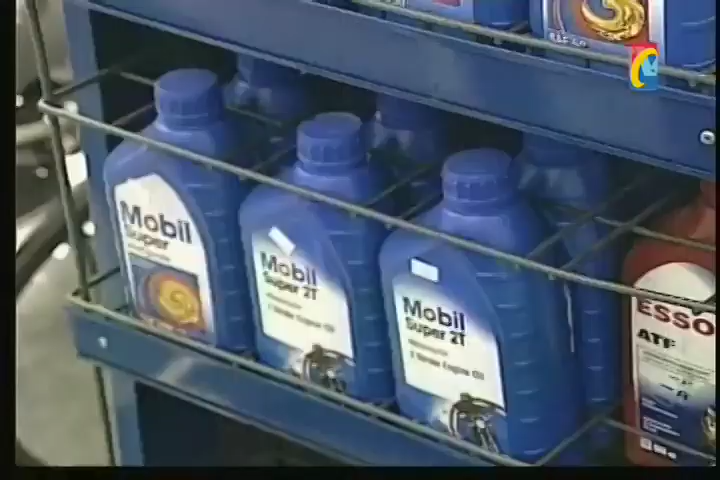 Mobil
Super
Mobil
Super 2T
2 Stroke Engine Oil
Mobil
Super 2T
2 Stroke Engine Oil
ESSO
ATF